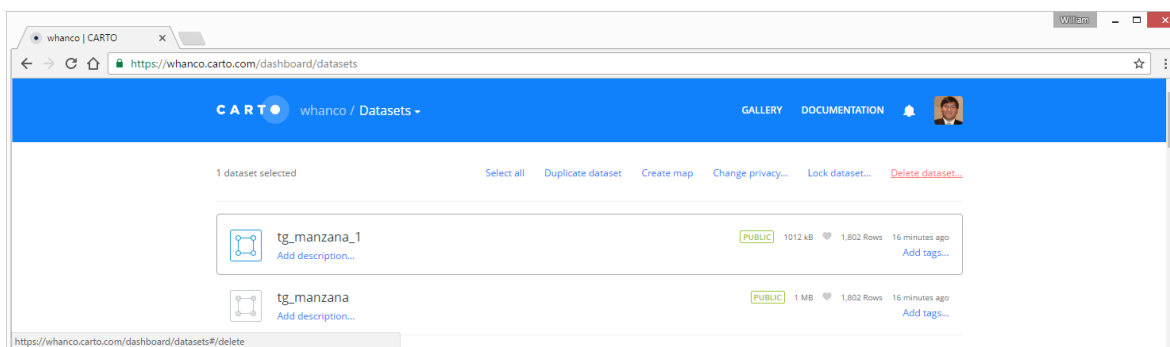 William
whanco | CARTO
https://whanco.carto.com/dashboard/datasets
CARTO whanco / Datasets GALLERY DOCUMENTATION
1 dataset selected Select all Duplicate dataset Create map Change privacy... Lock dataset... Delete dataset...
tg_manzana_1 PUBLIC 1012 kB 1,802 Rows 16 minutes ago
Add description... Add tags...
tg_manzana PUBLIC 1 MB 1,802 Rows 16 minutes ago
Add description... Add tags...
https://whanco.carto.com/dashboard/datasets#/delete